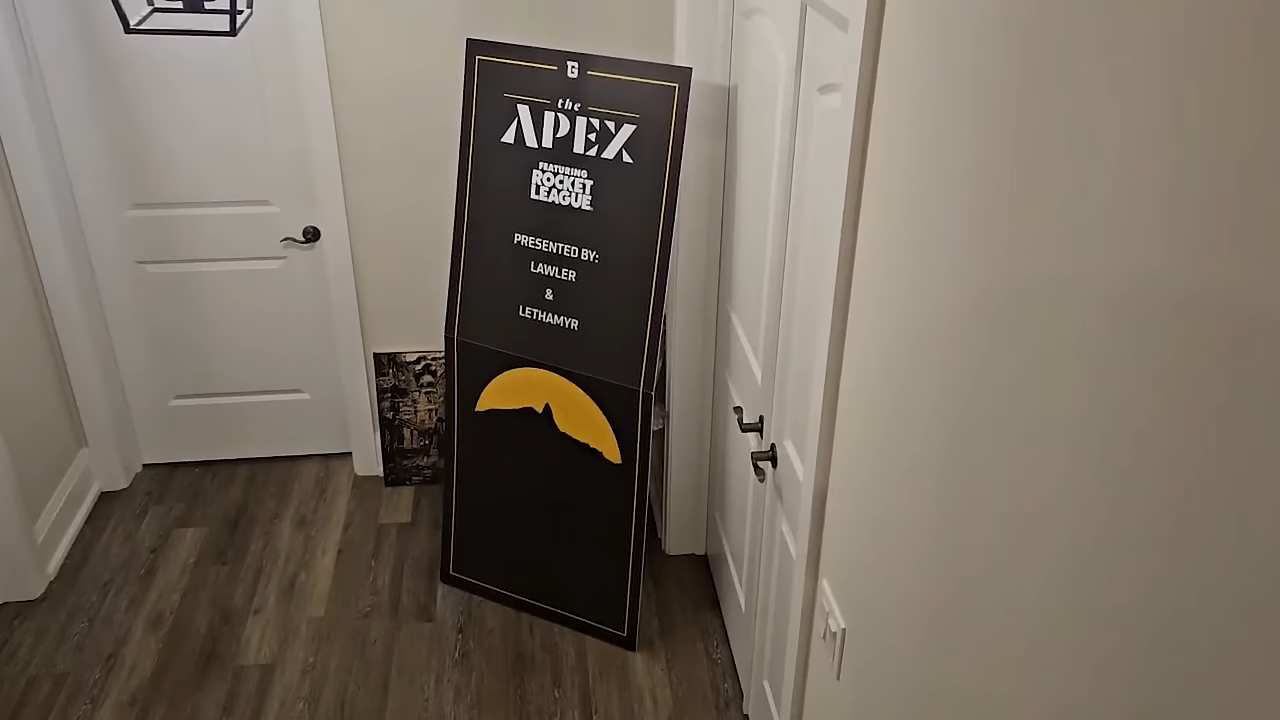 G
the
APEX
FEATURING
ROCKET
LEAGUE
PRESENTED BY:
LAWLER
&
LETHAMYR